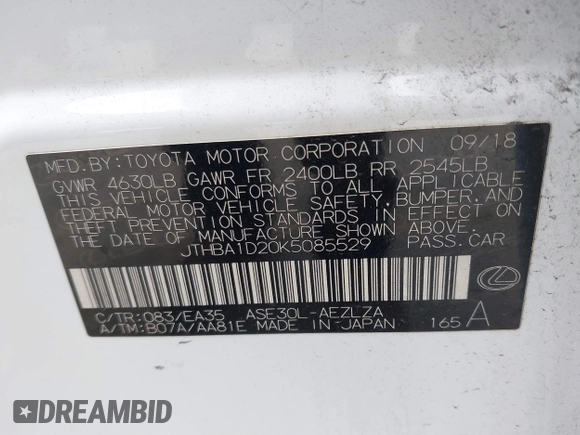 MFD. BY: TOYOTA MOTOR CORPORATION 09/18
GVWR 4630LB GAWR FR 2400LB RR 2545LB
THIS VEHICLE CONFORMS TO ALL APPLICABLE
FEDERAL MOTOR VEHICLE SAFETY, BUMPER, AND
THEFT PREVENTION STANDARDS IN EFFECT ON
THE DATE OF MANUFACTURE SHOWN ABOVE.
JTHBA1D20K5085529 PASS. CAR
C/TR: 083/EA35 ASE30L-AEZLZA
A/TM: B07A/AA81E MADE IN JAPAN 165 A
DREAMBID